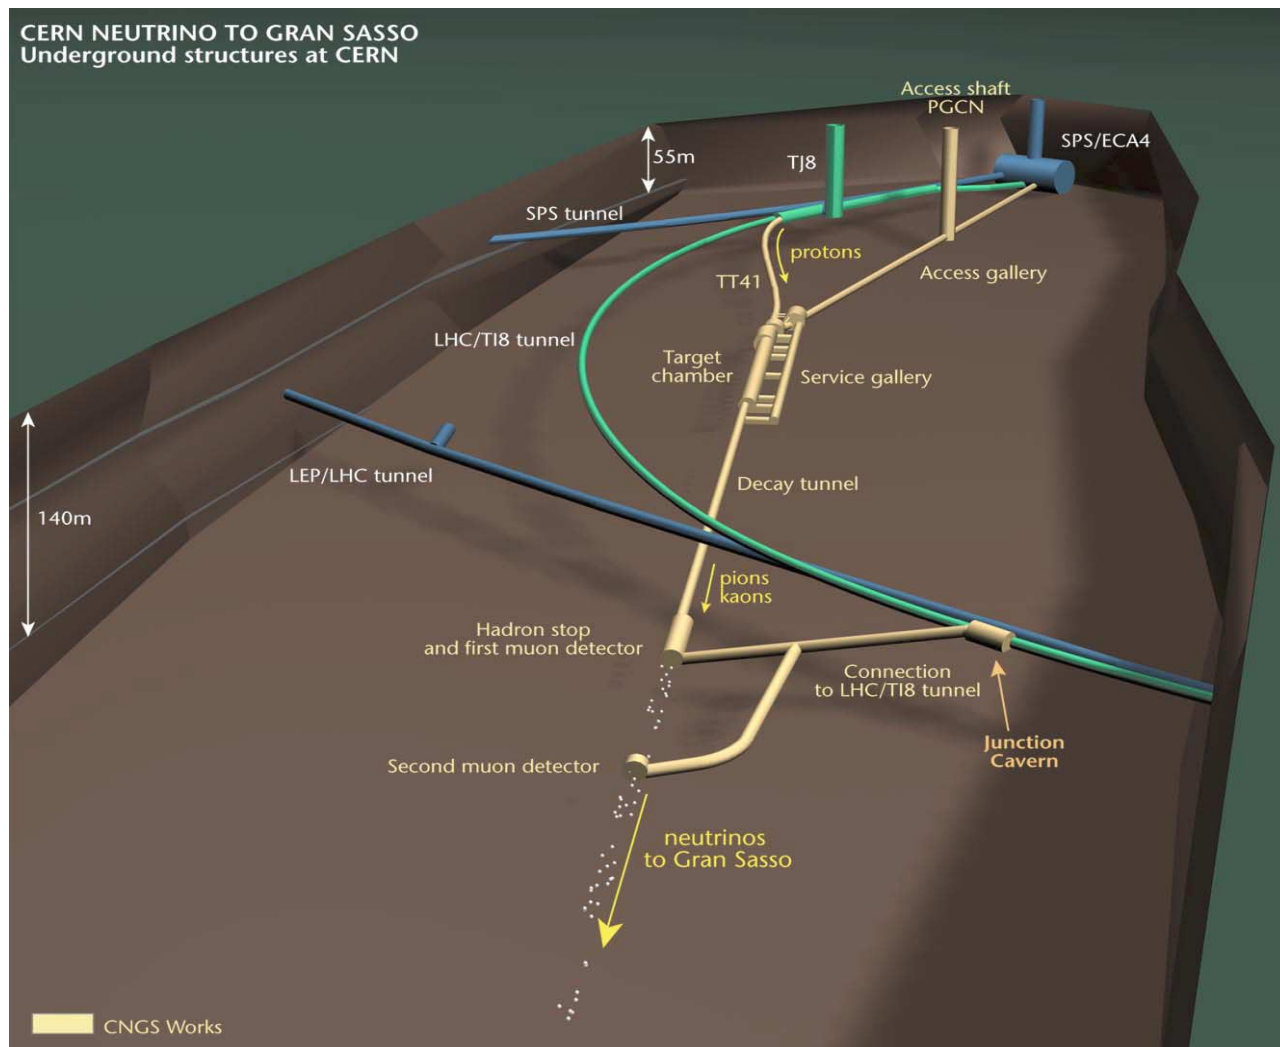 CERN NEUTRINO TO GRAN SASSO
Underground structures at CERN
Access shaft
PGCN
SPS/ECA4
55m
TJ8
SPS tunnel
protons
Access gallery
TT41
LHC/TI8 tunnel
Target
chamber
Service gallery
LEP/LHC tunnel
Decay tunnel
140m
pions
kaons
Hadron stop
and first muon detector
Connection
to LHC/TI8 tunnel
Junction
Cavern
Second muon detector
neutrinos
to Gran Sasso
CNGS Works